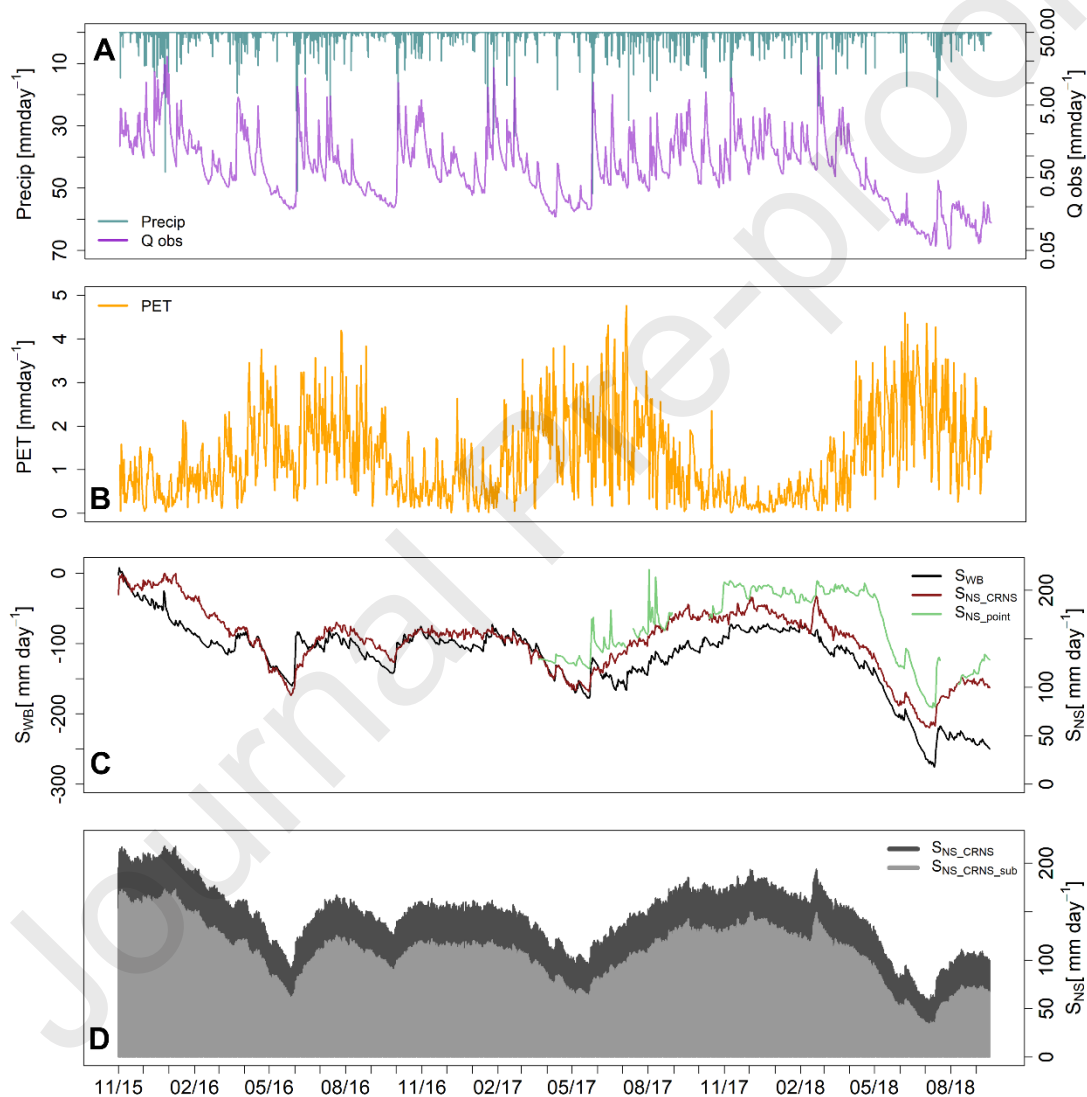 A
Precip [mmday⁻¹]
10
30
50
70
Precip
Q obs
50.00
5.00
0.50
0.05
Q obs [mmday⁻¹]
B
PET [mmday⁻¹]
5
4
3
2
1
0
PET
C
S_WB[ mm day⁻¹]
0
-100
-200
-300
S_WB
S_NS_CRNS
S_NS_point
200
100
50
0
S_NS[ mm day⁻¹]
D
S_NS_CRNS
S_NS_CRNS_sub
200
100
50
0
S_NS[ mm day⁻¹]
11/15 02/16 05/16 08/16 11/16 02/17 05/17 08/17 11/17 02/18 05/18 08/18
Journal Pre-proo